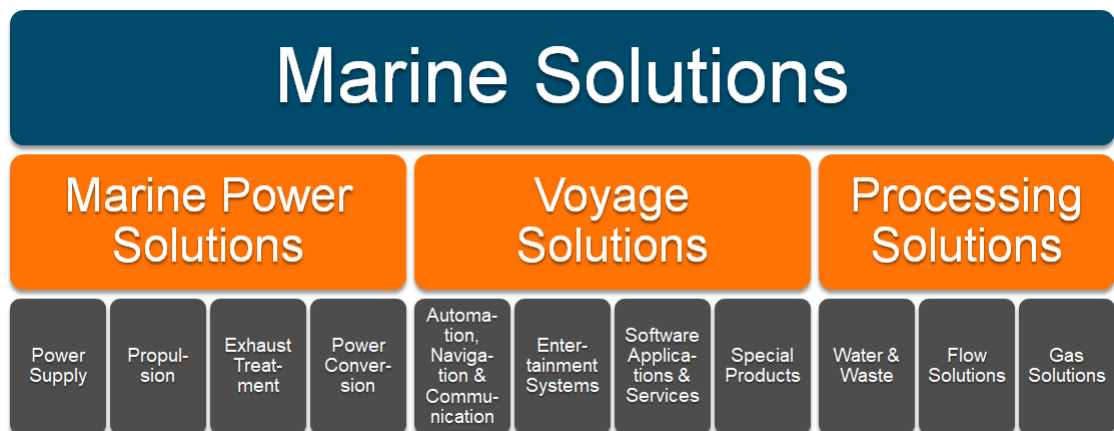 Marine Solutions
Marine Power
Solutions
Voyage
Solutions
Processing
Solutions
Power
Supply
Propul-
sion
Exhaust
Treat-
ment
Power
Conver-
sion
Automa-
tion,
Naviga-
tion &
Commu-
nication
Enter-
tainment
Systems
Software
Applica-
tions &
Services
Special
Products
Water &
Waste
Flow
Solutions
Gas
Solutions